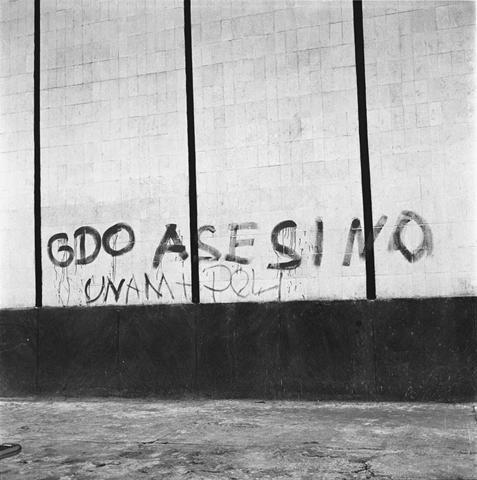 GDO ASESINO
UNAM + POLI